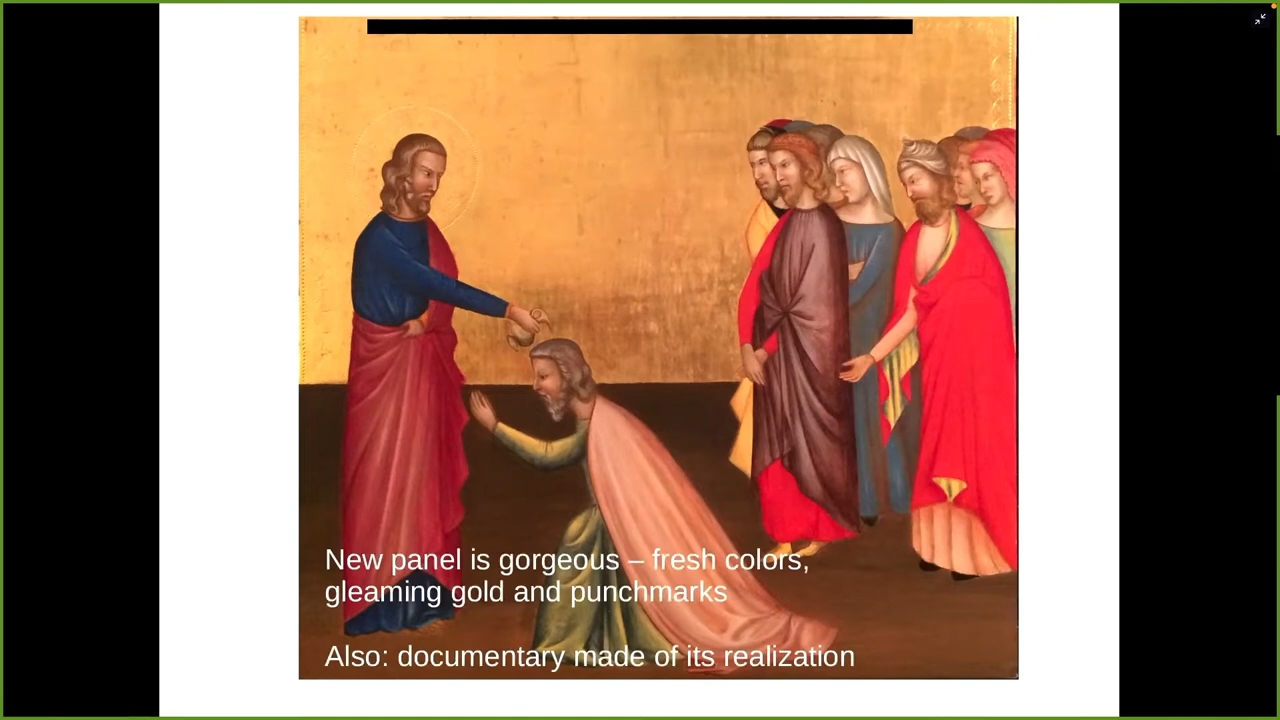 New panel is gorgeous – fresh colors,
gleaming gold and punchmarks
Also: documentary made of its realization